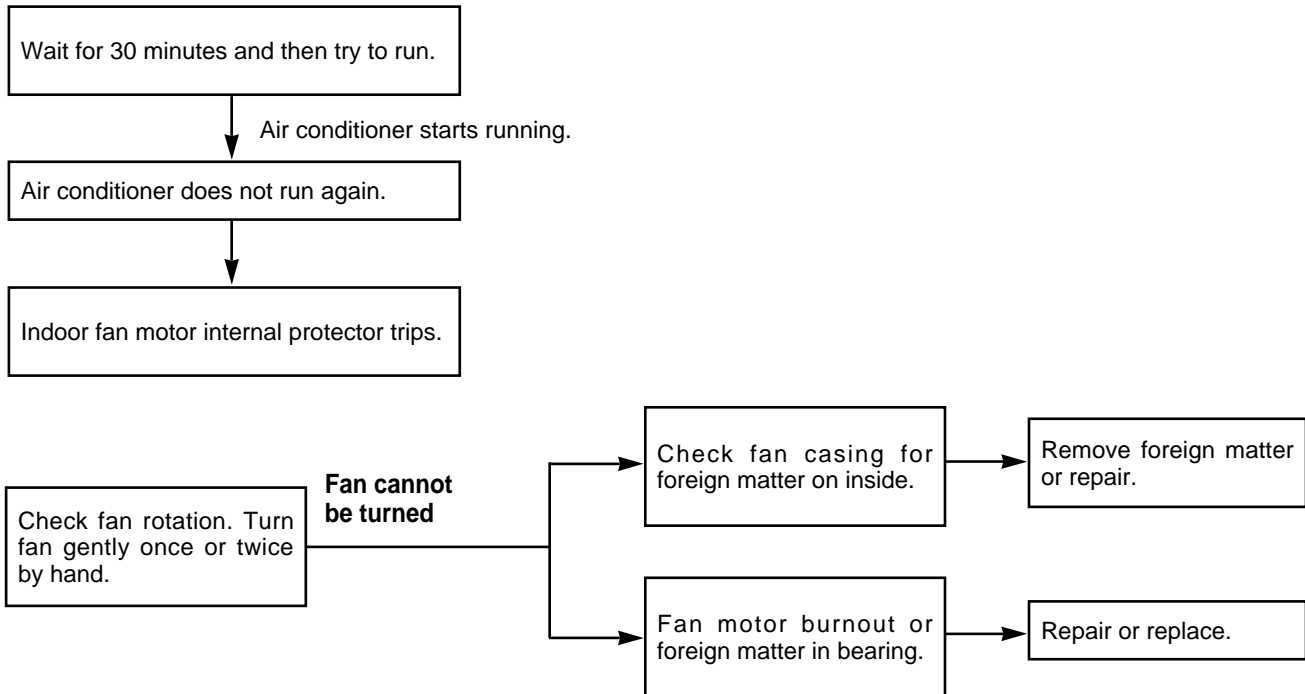 Wait for 30 minutes and then try to run.
Air conditioner starts running.
Air conditioner does not run again.
Indoor fan motor internal protector trips.
Check fan rotation. Turn
fan gently once or twice
by hand.
Fan cannot
be turned
Check fan casing for
foreign matter on inside.
Remove foreign matter
or repair.
Fan motor burnout or
foreign matter in bearing.
Repair or replace.